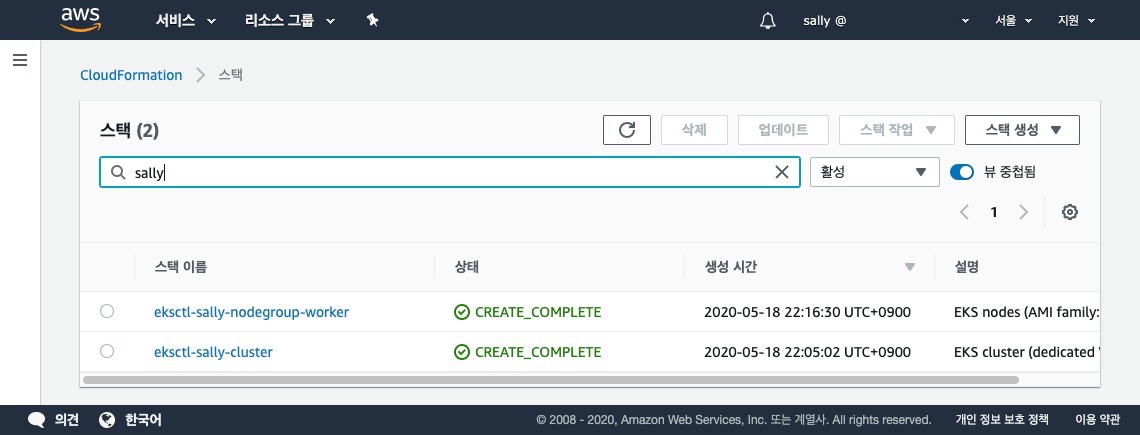 aws 서비스 리소스 그룹 sally @ 서울 지원
CloudFormation 스택
스택 (2) 삭제 업데이트 스택 작업 스택 생성
sally 활성 뷰 중첩됨
1
스택 이름 상태 생성 시간 설명
eksctl-sally-nodegroup-worker CREATE_COMPLETE 2020-05-18 22:16:30 UTC+0900 EKS nodes (AMI family:
eksctl-sally-cluster CREATE_COMPLETE 2020-05-18 22:05:02 UTC+0900 EKS cluster (dedicated
의견 한국어 © 2008 - 2020, Amazon Web Services, Inc. 또는 계열사. All rights reserved. 개인 정보 보호 정책 이용 약관